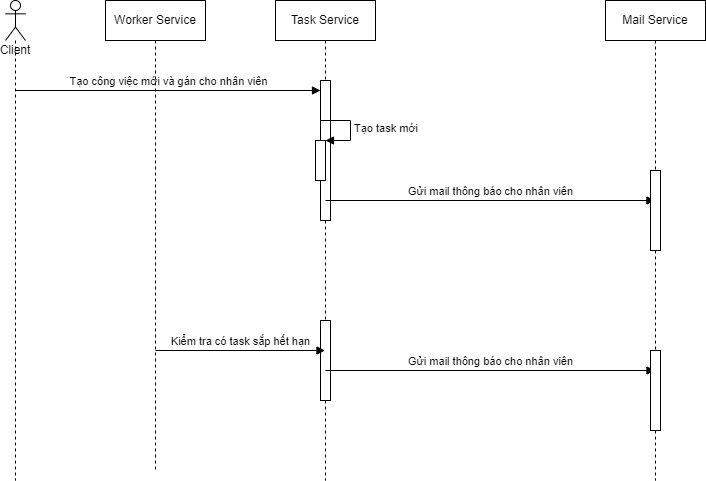 Client
Worker Service
Task Service
Mail Service
Tạo công việc mới và gán cho nhân viên
Tạo task mới
Gửi mail thông báo cho nhân viên
Kiểm tra có task sắp hết hạn
Gửi mail thông báo cho nhân viên